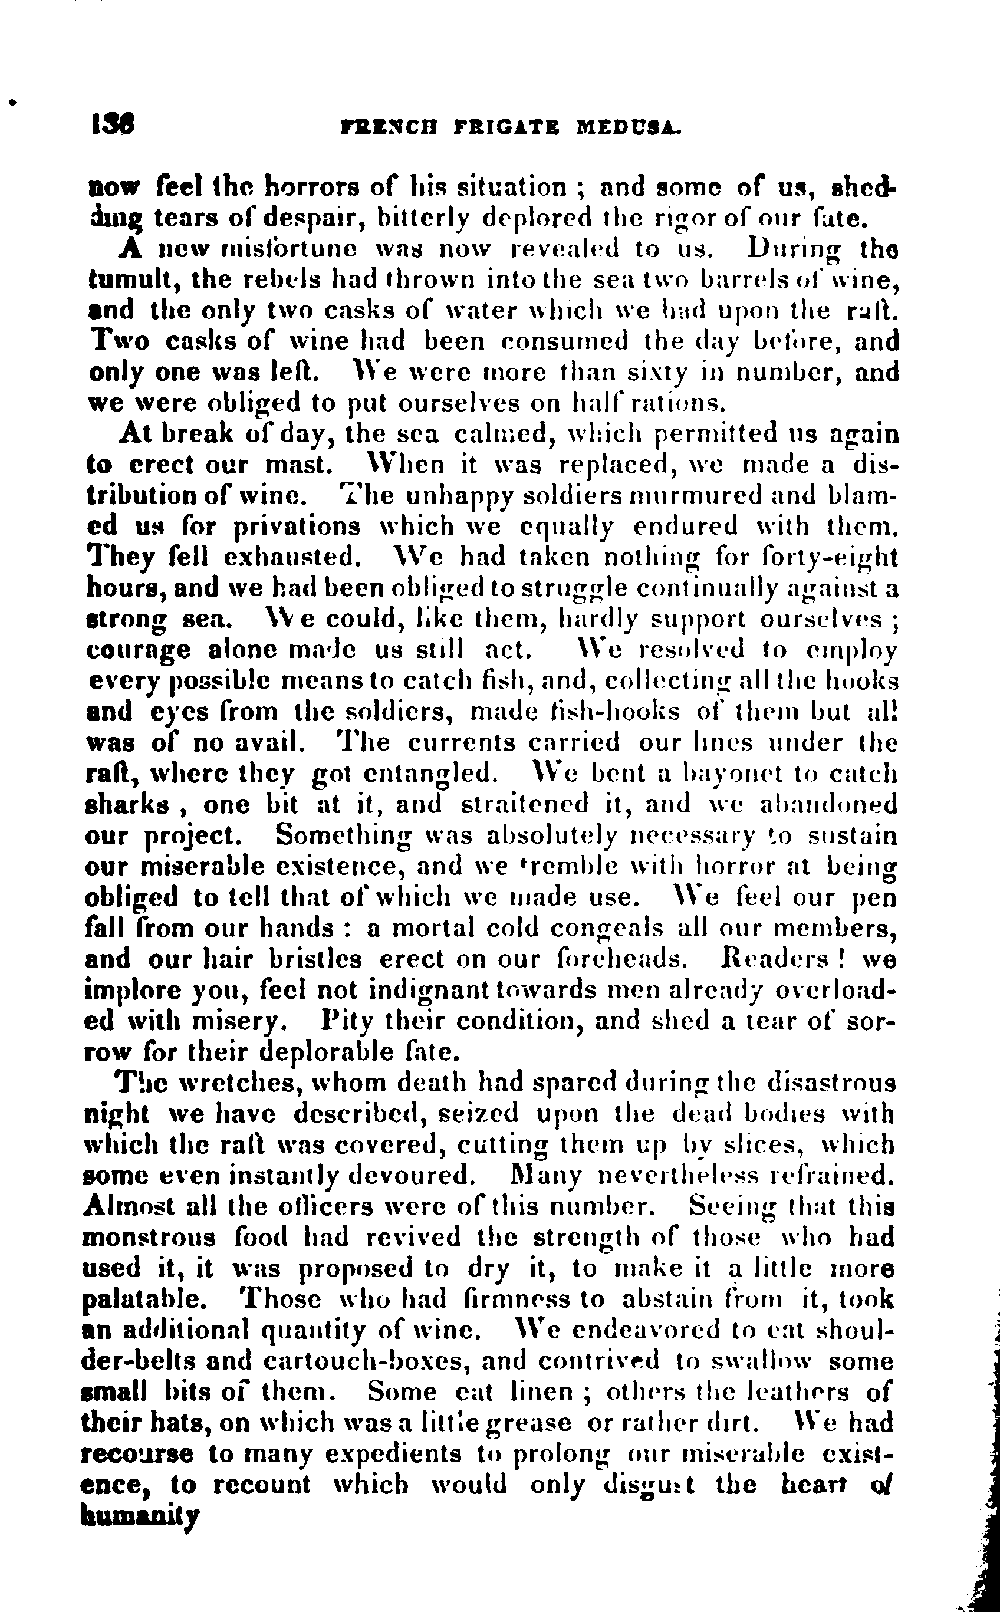 136 FRENCH FRIGATE MEDUSA.
now feel the horrors of his situation ; and some of us, shed-
ding tears of despair, bitterly deplored the rigor of our fate.
A new misfortune was now revealed to us. During the
tumult, the rebels had thrown into the sea two barrels of wine,
and the only two casks of water which we had upon the raft.
Two casks of wine had been consumed the day before, and
only one was left. We were more than sixty in number, and
we were obliged to put ourselves on half rations.
At break of day, the sea calmed, which permitted us again
to erect our mast. When it was replaced, we made a dis-
tribution of wine. The unhappy soldiers murmured and blam-
ed us for privations which we equally endured with them.
They fell exhausted. We had taken nothing for forty-eight
hours, and we had been obliged to struggle continually against a
strong sea. We could, like them, hardly support ourselves ;
courage alone made us still act. We resolved to employ
every possible means to catch fish, and, collecting all the hooks
and eyes from the soldiers, made fish-hooks of them but all
was of no avail. The currents carried our lines under the
raft, where they got entangled. We bent a bayonet to catch
sharks , one bit at it, and straitened it, and we abandoned
our project. Something was absolutely necessary to sustain
our miserable existence, and we tremble with horror at being
obliged to tell that of which we made use. We feel our pen
fall from our hands : a mortal cold congeals all our members,
and our hair bristles erect on our foreheads. Readers ! we
implore you, feel not indignant towards men already overload-
ed with misery. Pity their condition, and shed a tear of sor-
row for their deplorable fate.
The wretches, whom death had spared during the disastrous
night we have described, seized upon the dead bodies with
which the raft was covered, cutting them up by slices, which
some even instantly devoured. Many nevertheless refrained.
Almost all the officers were of this number. Seeing that this
monstrous food had revived the strength of those who had
used it, it was proposed to dry it, to make it a little more
palatable. Those who had firmness to abstain from it, took
an additional quantity of wine. We endeavored to eat shoul-
der-belts and cartouch-boxes, and contrived to swallow some
small bits of them. Some eat linen ; others the leathers of
their hats, on which was a little grease or rather dirt. We had
recourse to many expedients to prolong our miserable exist-
ence, to recount which would only disgust the heart of
humanity